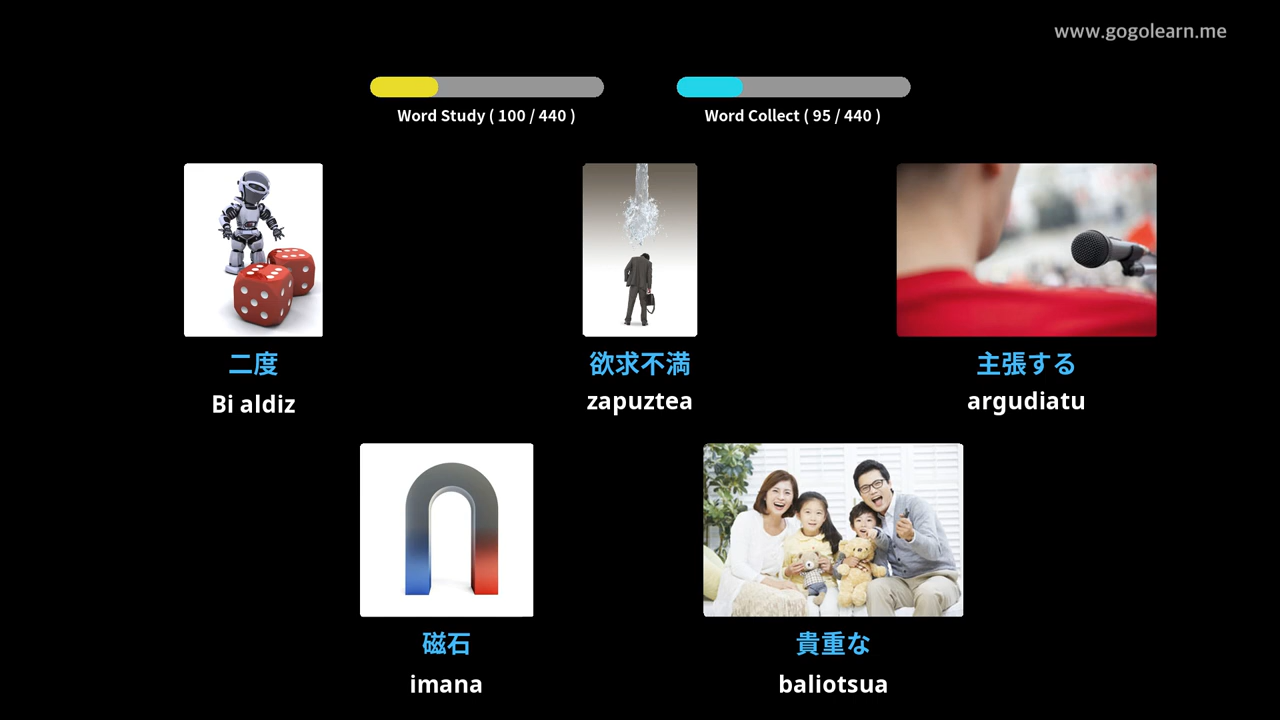 www.gogolearn.me
Word Study ( 100 / 440 )
Word Collect ( 95 / 440 )
二度
欲求不満
主張する
Bi aldiz
zapuztea
argudiatu
磁石
貴重な
imana
baliotsua